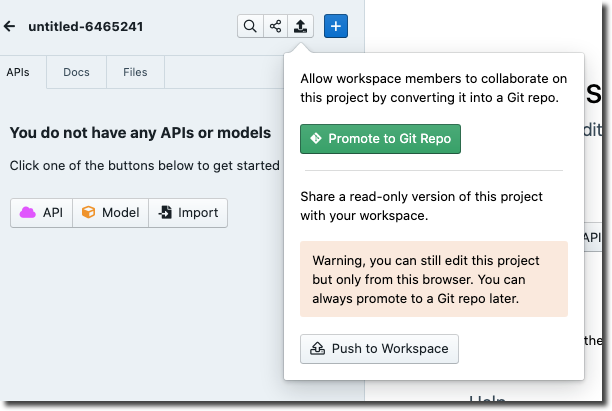 untitled-6465241
APIs
Docs
Files
You do not have any APIs or models
Click one of the buttons below to get started
API
Model
Import
Allow workspace members to collaborate on
this project by converting it into a Git repo.
Promote to Git Repo
Share a read-only version of this project
with your workspace.
Warning, you can still edit this project
but only from this browser. You can
always promote to a Git repo later.
Push to Workspace
s
dit
API
the